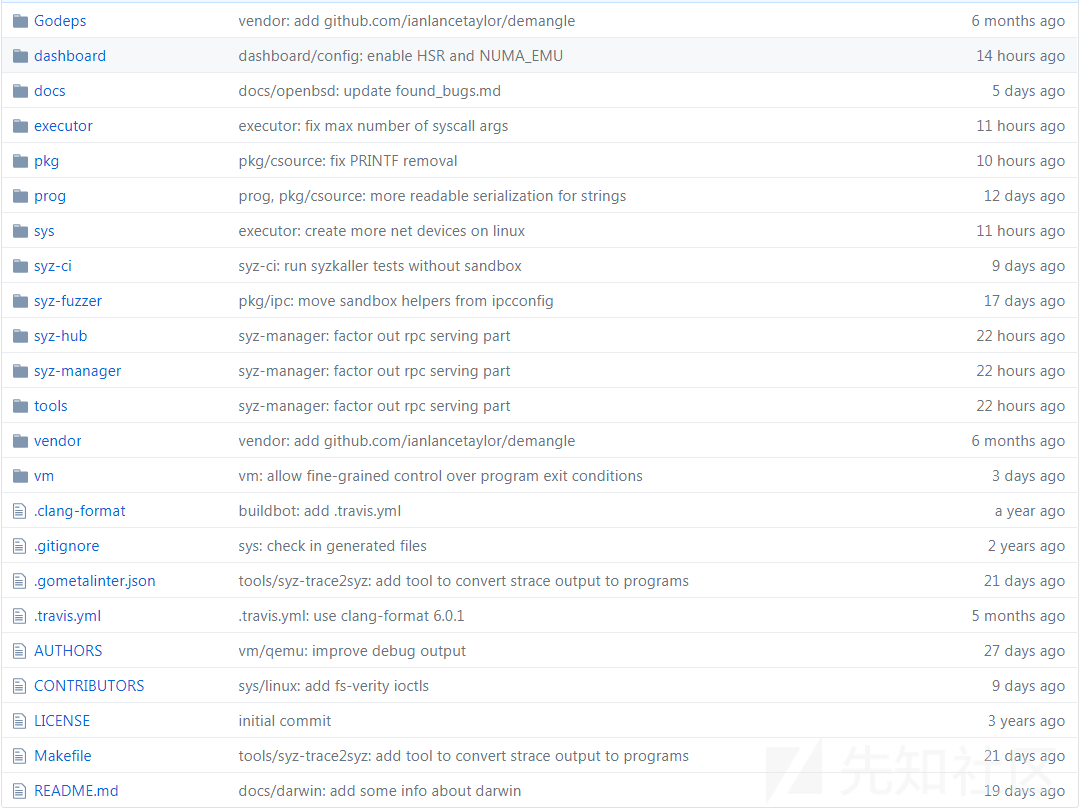 Godeps vendor: add github.com/ianlancetaylor/demangle 6 months ago
dashboard dashboard/config: enable HSR and NUMA_EMU 14 hours ago
docs docs/openbsd: update found_bugs.md 5 days ago
executor executor: fix max number of syscall args 11 hours ago
pkg pkg/csource: fix PRINTF removal 10 hours ago
prog prog, pkg/csource: more readable serialization for strings 12 days ago
sys executor: create more net devices on linux 11 hours ago
syz-ci syz-ci: run syzkaller tests without sandbox 9 days ago
syz-fuzzer pkg/ipc: move sandbox helpers from ipcconfig 17 days ago
syz-hub syz-manager: factor out rpc serving part 22 hours ago
syz-manager syz-manager: factor out rpc serving part 22 hours ago
tools syz-manager: factor out rpc serving part 22 hours ago
vendor vendor: add github.com/ianlancetaylor/demangle 6 months ago
vm vm: allow fine-grained control over program exit conditions 3 days ago
.clang-format buildbot: add .travis.yml a year ago
.gitignore sys: check in generated files 2 years ago
.gometalinter.json tools/syz-trace2syz: add tool to convert strace output to programs 21 days ago
.travis.yml .travis.yml: use clang-format 6.0.1 5 months ago
AUTHORS vm/qemu: improve debug output 27 days ago
CONTRIBUTORS sys/linux: add fs-verity ioctls 9 days ago
LICENSE initial commit 3 years ago
Makefile tools/syz-trace2syz: add tool to convert strace output to programs 21 days ago
README.md docs/darwin: add some info about darwin 19 days ago
先知社区